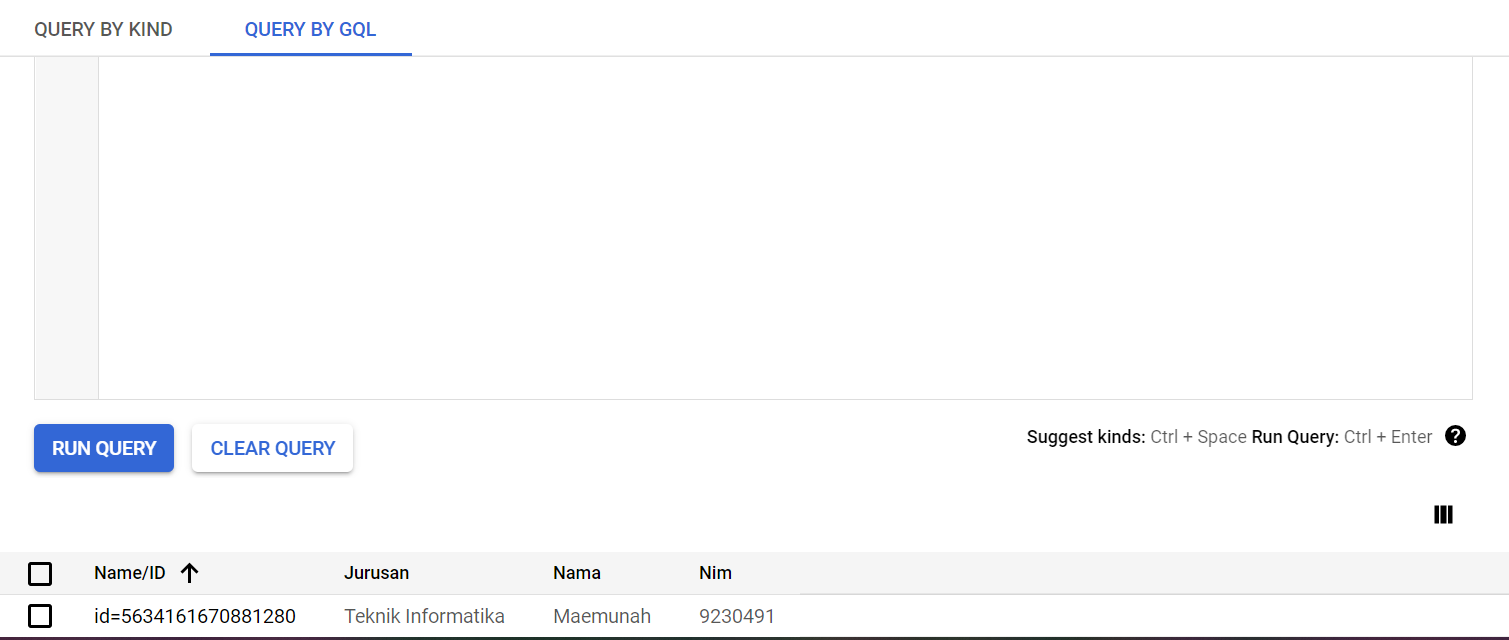 QUERY BY KIND QUERY BY GQL
RUN QUERY CLEAR QUERY Suggest kinds: Ctrl + Space Run Query: Ctrl + Enter ?
Name/ID Jurusan Nama Nim
id=5634161670881280 Teknik Informatika Maemunah 9230491